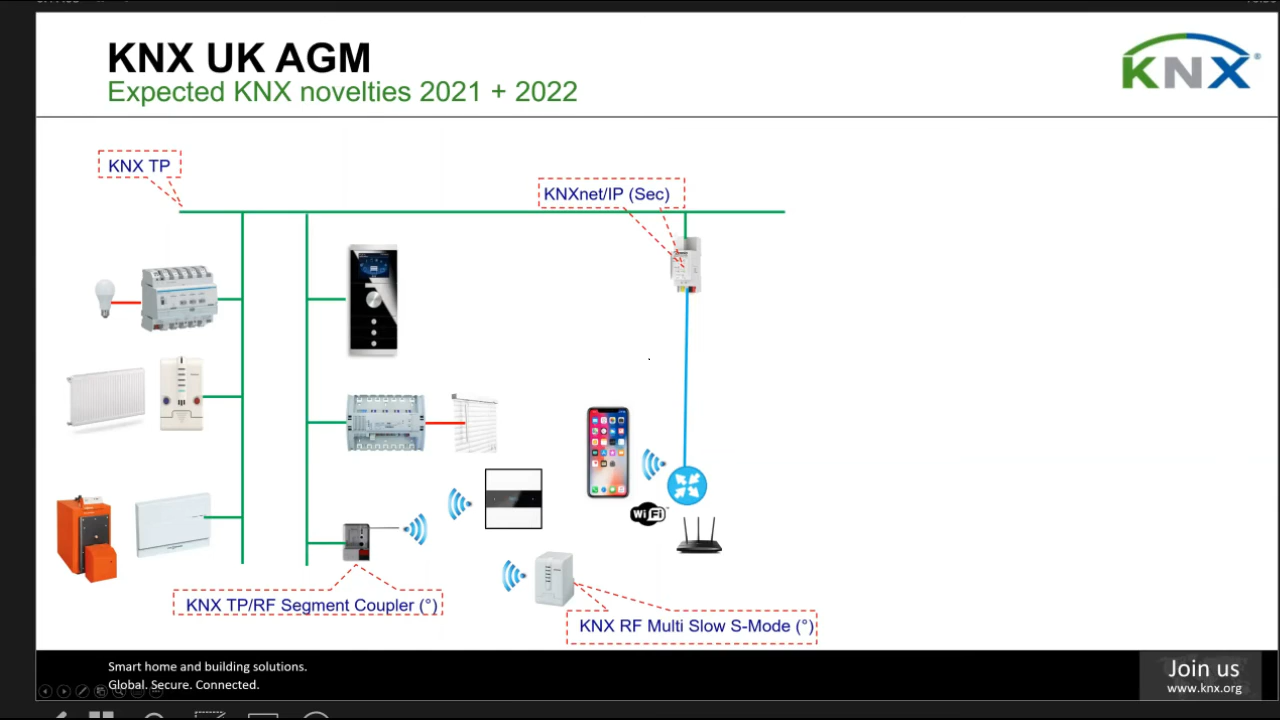 KNX UK AGM
Expected KNX novelties 2021 + 2022
KNX
KNX TP
KNXnet/IP (Sec)
WiFi
KNX TP/RF Segment Coupler (°)
KNX RF Multi Slow S-Mode (°)
Smart home and building solutions.
Global. Secure. Connected.
Join us
www.knx.org